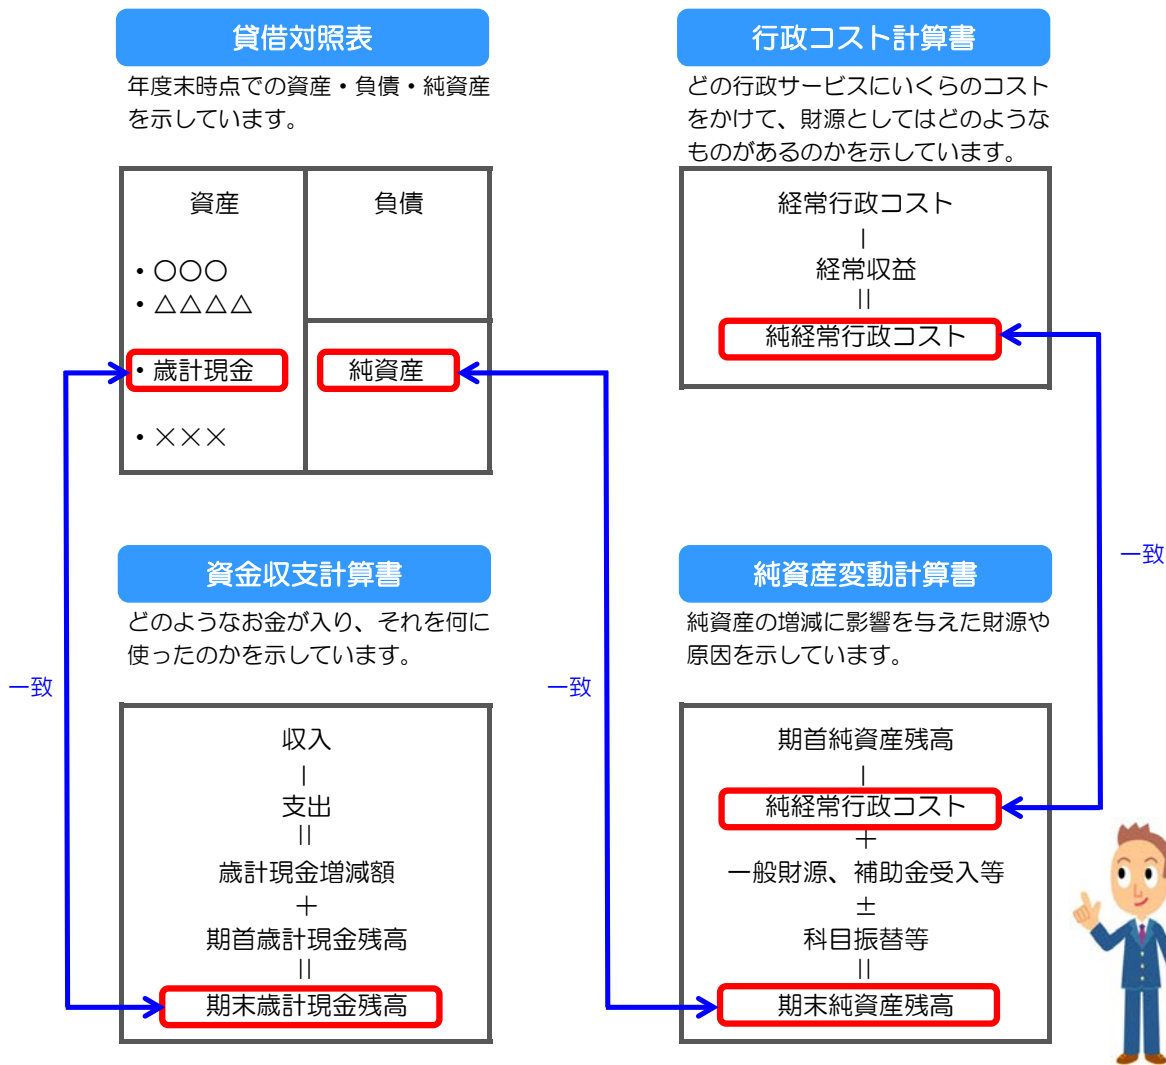 貸借対照表
年度末時点での資産・負債・純資産
を示しています。
資産
負債
・〇〇〇
・△△△△
・歳計現金
純資産
・×××
行政コスト計算書
どの行政サービスにいくらのコスト
をかけて、財源としてはどのような
ものがあるのかを示しています。
経常行政コスト
－
経常収益
＝
純経常行政コスト
一致
資金収支計算書
どのようなお金が入り、それを何に
使ったのかを示しています。
一致
収入
－
支出
＝
歳計現金増減額
＋
期首歳計現金残高
＝
期末歳計現金残高
一致
純資産変動計算書
純資産の増減に影響を与えた財源や
原因を示しています。
期首純資産残高
－
純経常行政コスト
＋
一般財源、補助金受入等
±
科目振替等
＝
期末純資産残高